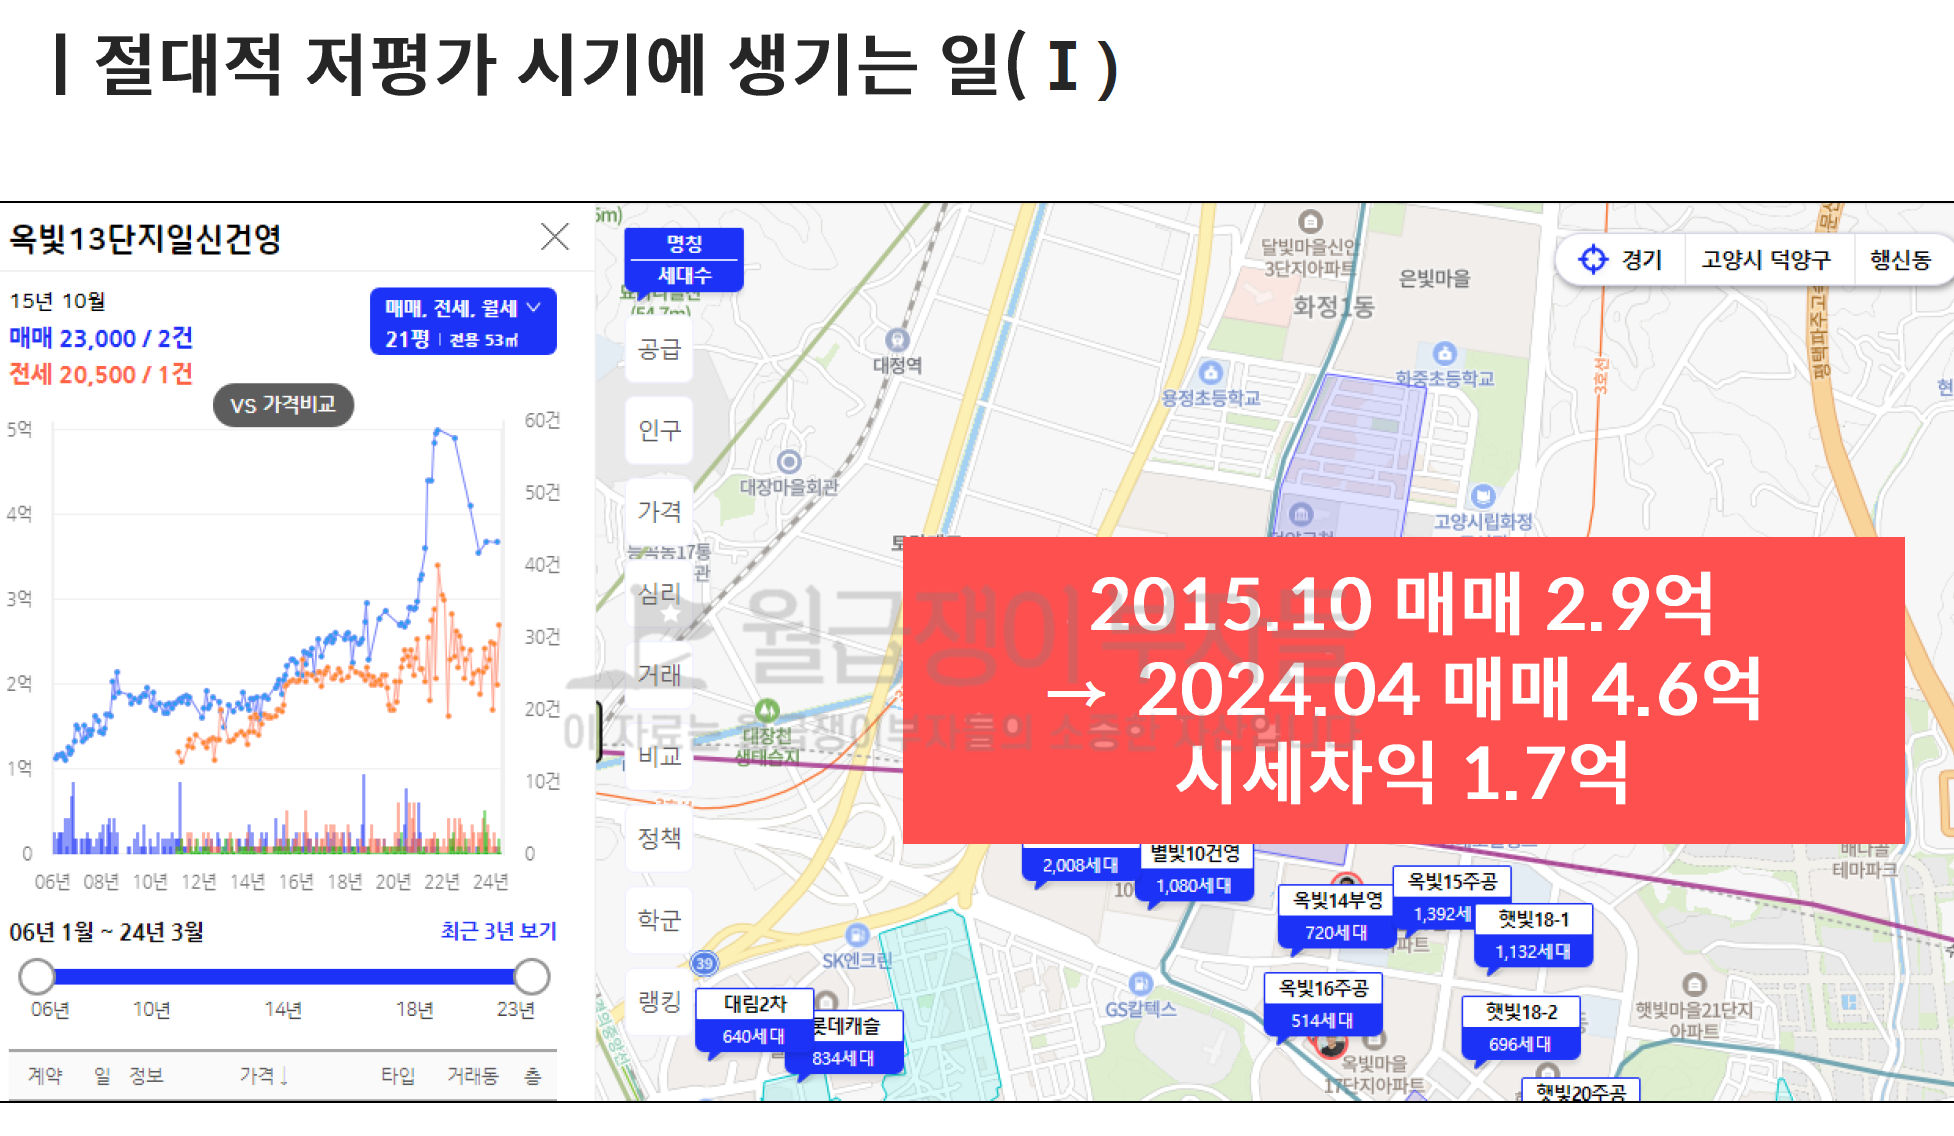 | 절대적 저평가 시기에 생기는 일( I )
옥빛13단지일신건영
15년 10월
매매 23,000 / 2건
전세 20,500 / 1건
매매, 전세, 월세
21평 | 전용 53㎡
VS 가격비교
5억
4억
3억
2억
1억
0
60건
50건
40건
30건
20건
10건
0
06년 08년 10년 12년 14년 16년 18년 20년 22년 24년
06년 1월 ~ 24년 3월
최근 3년 보기
06년 10년 14년 18년 23년
계약 일 정보 가격↓ 타입 거래동 층
명칭
세대수
공급
인구
가격
심리
거래
비교
정책
학군
랭킹
경기 고양시 덕양구 행신동
달빛마을신안
3단지아파트
은빛마을
화정1동
대정역
용정초등학교
화중초등학교
3호선
대장마을회관
고양시립화정
대장천
생태습지
월급쟁이 부자들
이 자료는 월급쟁이부자들의 소중한 자산입니다
2015.10 매매 2.9억
→ 2024.04 매매 4.6억
시세차익 1.7억
2,008세대
별빛10건영
1,080세대
옥빛14부영
720세대
옥빛15주공
1,392세
햇빛18-1
1,132세대
테마파크
39
SK엔크린
GS칼텍스
옥빛16주공
514세대
햇빛18-2
696세대
햇빛마을21단지
아파트
대림2차
640세대
롯데캐슬
834세대
옥빛마을
17단지아파트
햇빛20주공
경의중앙선